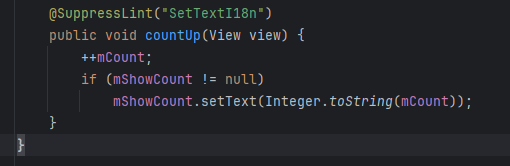 @SuppressLint("SetTextI18n")
public void countUp(View view) {
++mCount;
if (mShowCount != null)
mShowCount.setText(Integer.toString(mCount));
}
}